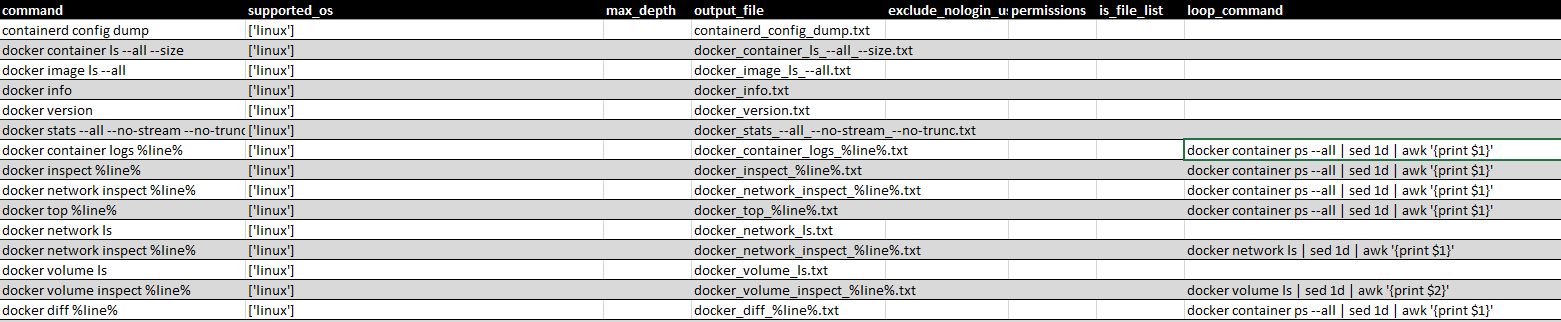 command supported_os max_depth output_file exclude_nologin_us permissions is_file_list loop_command
containerd config dump ['linux'] containerd_config_dump.txt
docker container ls --all --size ['linux'] docker_container_ls_--all_--size.txt
docker image ls --all ['linux'] docker_image_ls_--all.txt
docker info ['linux'] docker_info.txt
docker version ['linux'] docker_version.txt
docker stats --all --no-stream --no-trunc ['linux'] docker_stats_--all_--no-stream_--no-trunc.txt
docker container logs %line% ['linux'] docker_container_logs_%line%.txt docker container ps --all | sed 1d | awk '{print $1}'
docker inspect %line% ['linux'] docker_inspect_%line%.txt docker container ps --all | sed 1d | awk '{print $1}'
docker network inspect %line% ['linux'] docker_network_inspect_%line%.txt docker container ps --all | sed 1d | awk '{print $1}'
docker top %line% ['linux'] docker_top_%line%.txt docker container ps --all | sed 1d | awk '{print $1}'
docker network ls ['linux'] docker_network_ls.txt
docker network inspect %line% ['linux'] docker_network_inspect_%line%.txt docker network ls | sed 1d | awk '{print $1}'
docker volume ls ['linux'] docker_volume_ls.txt
docker volume inspect %line% ['linux'] docker_volume_inspect_%line%.txt docker volume ls | sed 1d | awk '{print $2}'
docker diff %line% ['linux'] docker_diff_%line%.txt docker container ps --all | sed 1d | awk '{print $1}'